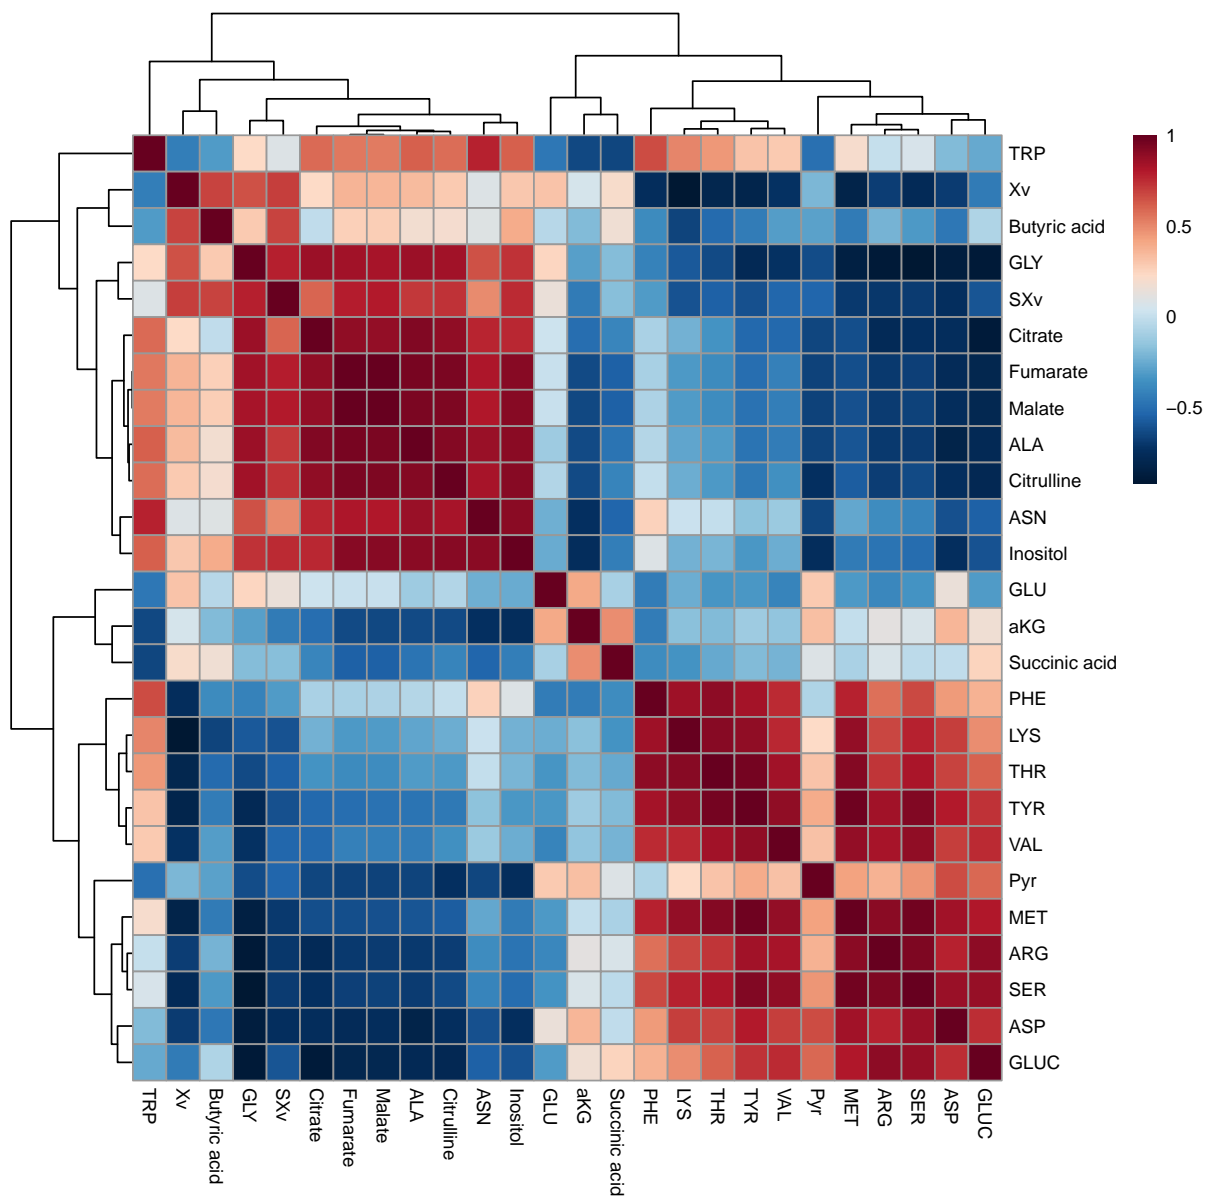 1
0.5
0
−0.5
TRP
Xv
Butyric acid
GLY
SXv
Citrate
Fumarate
Malate
ALA
Citrulline
ASN
Inositol
GLU
aKG
Succinic acid
PHE
LYS
THR
TYR
VAL
Pyr
MET
ARG
SER
ASP
GLUC
TRP
Xv
Butyric acid
GLY
SXv
Citrate
Fumarate
Malate
ALA
Citrulline
ASN
Inositol
GLU
aKG
Succinic acid
PHE
LYS
THR
TYR
VAL
Pyr
MET
ARG
SER
ASP
GLUC